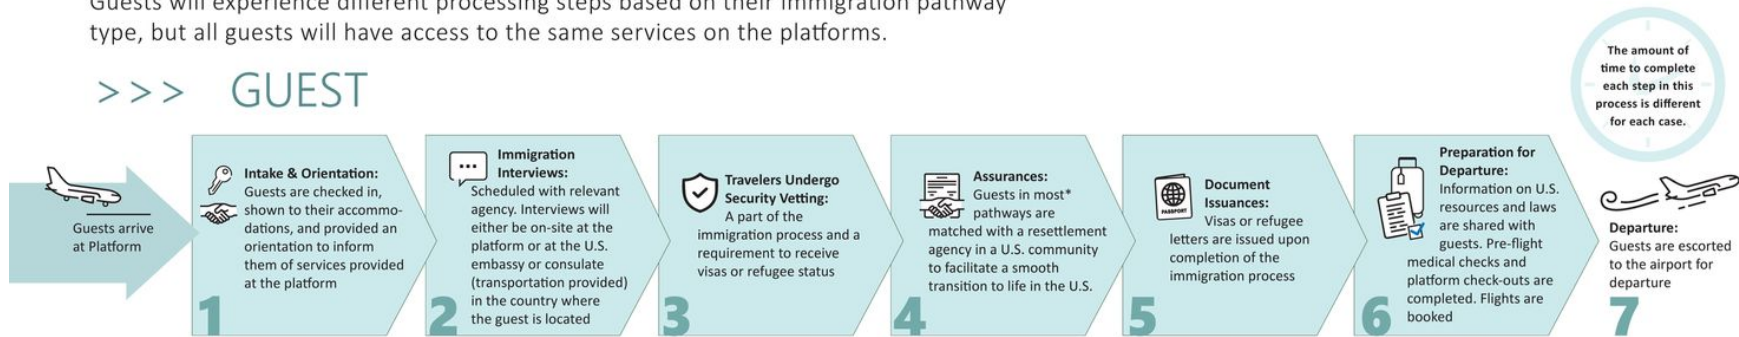 Guests will experience different processing steps based on their immigration pathway
type, but all guests will have access to the same services on the platforms.
>>> GUEST
The amount of
time to complete
each step in this
process is different
for each case.
Guests arrive
at Platform
Intake & Orientation:
Guests are checked in,
shown to their accommo-
dations, and provided an
orientation to inform
them of services provided
at the platform
1
Immigration
Interviews:
Scheduled with relevant
agency. Interviews will
either be on-site at the
platform or at the U.S.
embassy or consulate
(transportation provided)
in the country where
the guest is located
2
Travelers Undergo
Security Vetting:
A part of the
immigration process and a
requirement to receive
visas or refugee status
3
Assurances:
Guests in most*
pathways are
matched with a resettlement
agency in a U.S. community
to facilitate a smooth
transition to life in the U.S.
4
PASSPORT
Document
Issuances:
Visas or refugee
letters are issued upon
completion of the
immigration process
5
Preparation for
Departure:
Information on U.S.
resources and laws
are shared with
guests. Pre-flight
medical checks and
platform check-outs are
completed. Flights are
booked
6
Departure:
Guests are escorted
to the airport for
departure
7